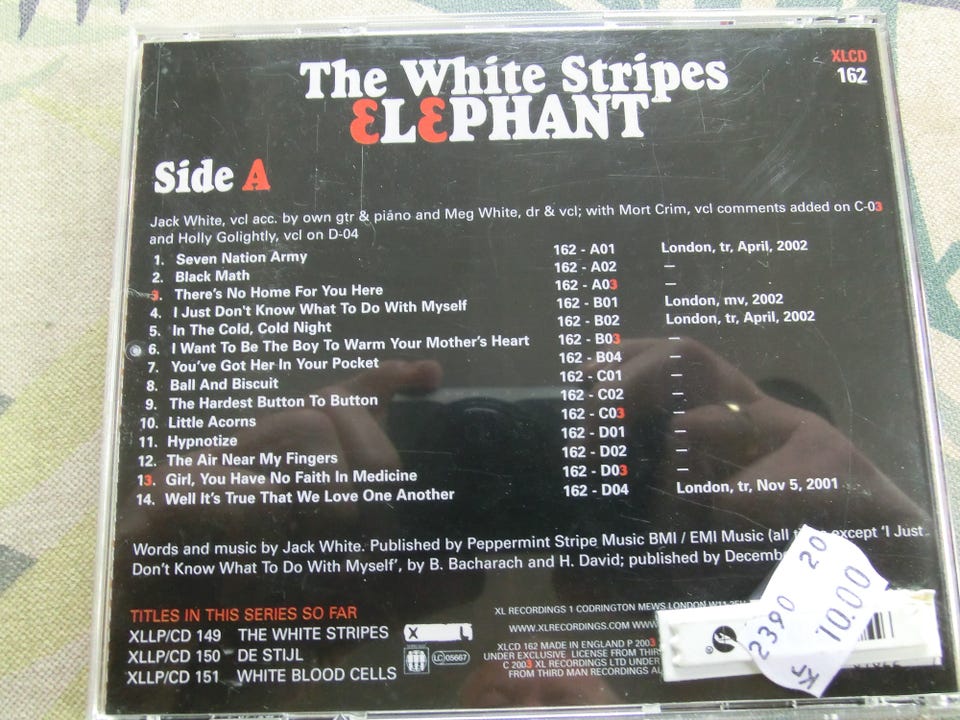 The White Stripes
ELEPHANT
XLCD
162
Side A
Jack White, vcl acc. by own gtr & piano and Meg White, dr & vcl; with Mort Crim, vcl comments added on C-03
and Holly Golightly, vcl on D-04
1. Seven Nation Army 162 - A01 London, tr, April, 2002
2. Black Math 162 - A02 —
3. There's No Home For You Here 162 - A03 —
4. I Just Don't Know What To Do With Myself 162 - B01 London, mv, 2002
5. In The Cold, Cold Night 162 - B02 London, tr, April, 2002
6. I Want To Be The Boy To Warm Your Mother's Heart 162 - B03 —
7. You've Got Her In Your Pocket 162 - B04 —
8. Ball And Biscuit 162 - C01 —
9. The Hardest Button To Button 162 - C02 —
10. Little Acorns 162 - C03 —
11. Hypnotize 162 - D01 —
12. The Air Near My Fingers 162 - D02 —
13. Girl, You Have No Faith In Medicine 162 - D03 —
14. Well It's True That We Love One Another 162 - D04 London, tr, Nov 5, 2001
Words and music by Jack White. Published by Peppermint Stripe Music BMI / EMI Music (all except 'I Just
Don't Know What To Do With Myself', by B. Bacharach and H. David; published by
TITLES IN THIS SERIES SO FAR
XLLP/CD 149 THE WHITE STRIPES
XLLP/CD 150 DE STIJL
XLLP/CD 151 WHITE BLOOD CELLS
X L
LC 05667
XL RECORDINGS 1 CODRINGTON MEWS LONDON W11
WWW.XLRECORDINGS.COM
XLCD 162 MADE IN ENGLAND P 2003
UNDER EXCLUSIVE LICENSE FROM
C 2003 XL RECORDINGS LTD UNDER
FROM THIRD MAN RECORDINGS
2390 20
Kr 10.00